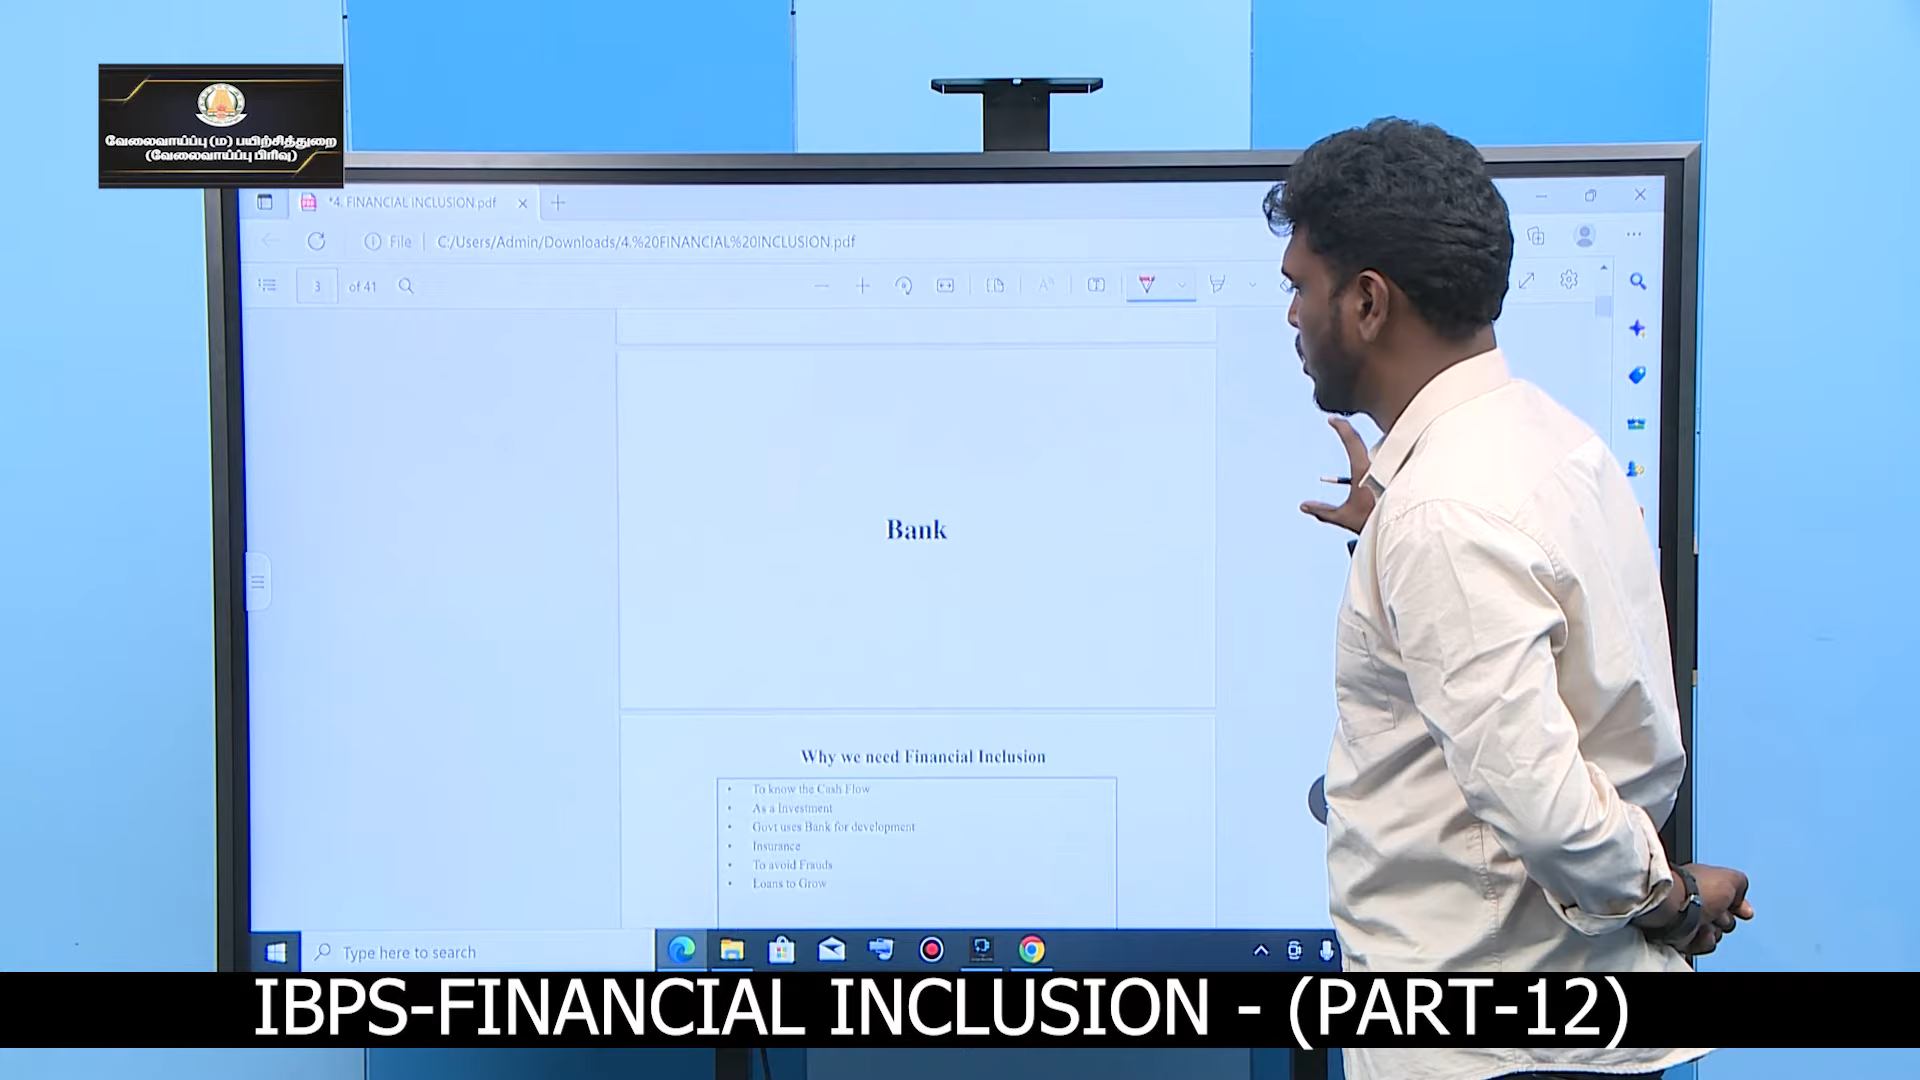 வேலைவாய்ப்பு (ம) பயிற்சித்துறை
(வேலைவாய்ப்பு பிரிவு)
*4. FINANCIAL INCLUSION.pdf
File
C:/Users/Admin/Downloads/4.%20FINANCIAL%20INCLUSION.pdf
3 of 41
Bank
Why we need Financial Inclusion
• To know the Cash Flow
• As a Investment
• Govt uses Bank for development
• Insurance
• To avoid Frauds
• Loans to Grow
Type here to search
IBPS-FINANCIAL INCLUSION - (PART-12)